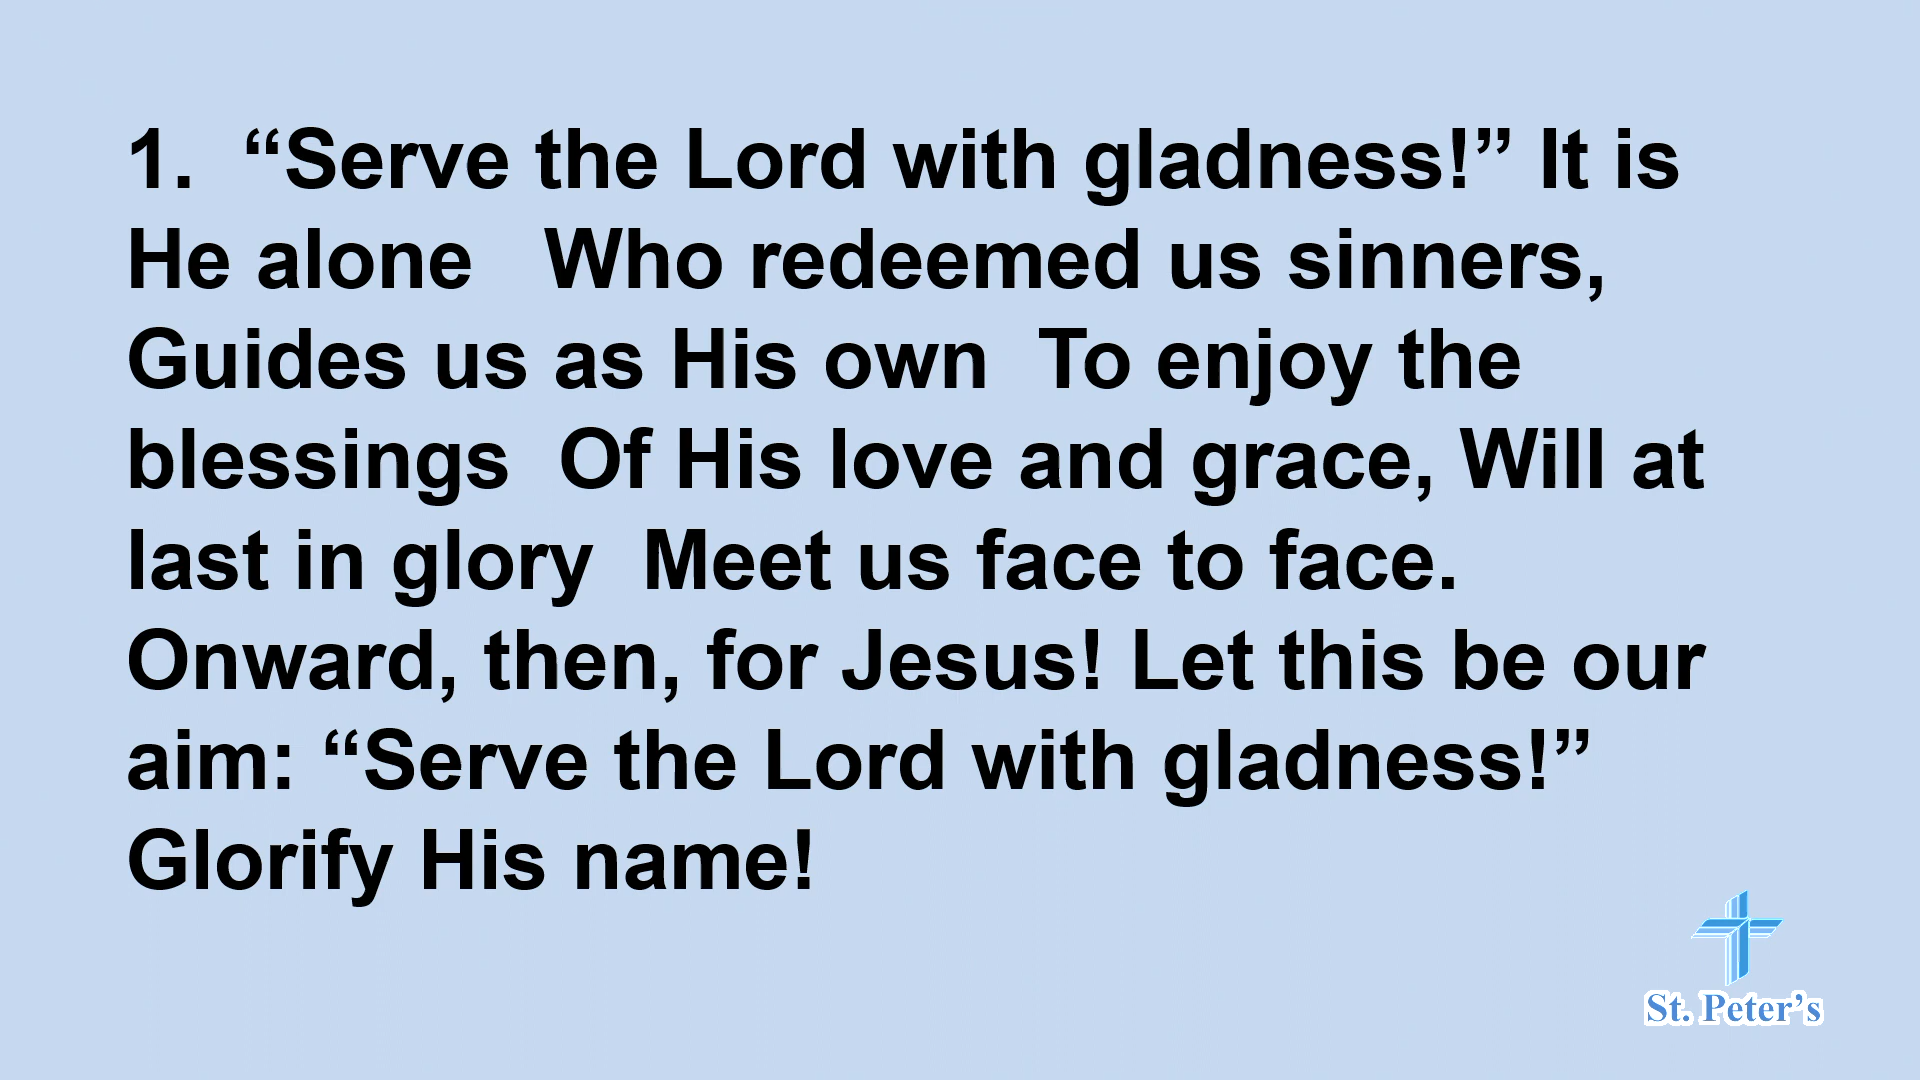 1.  “Serve the Lord with gladness!” It is
He alone   Who redeemed us sinners,
Guides us as His own  To enjoy the
blessings  Of His love and grace, Will at
last in glory  Meet us face to face.
Onward, then, for Jesus! Let this be our
aim: “Serve the Lord with gladness!”
Glorify His name!
St. Peter’s